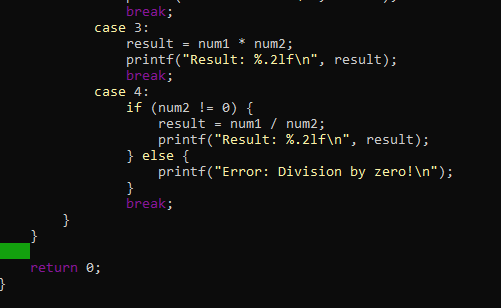 break;
case 3:
result = num1 * num2;
printf("Result: %.2lf\n", result);
break;
case 4:
if (num2 != 0) {
result = num1 / num2;
printf("Result: %.2lf\n", result);
} else {
printf("Error: Division by zero!\n");
}
break;
}
}
return 0;
}